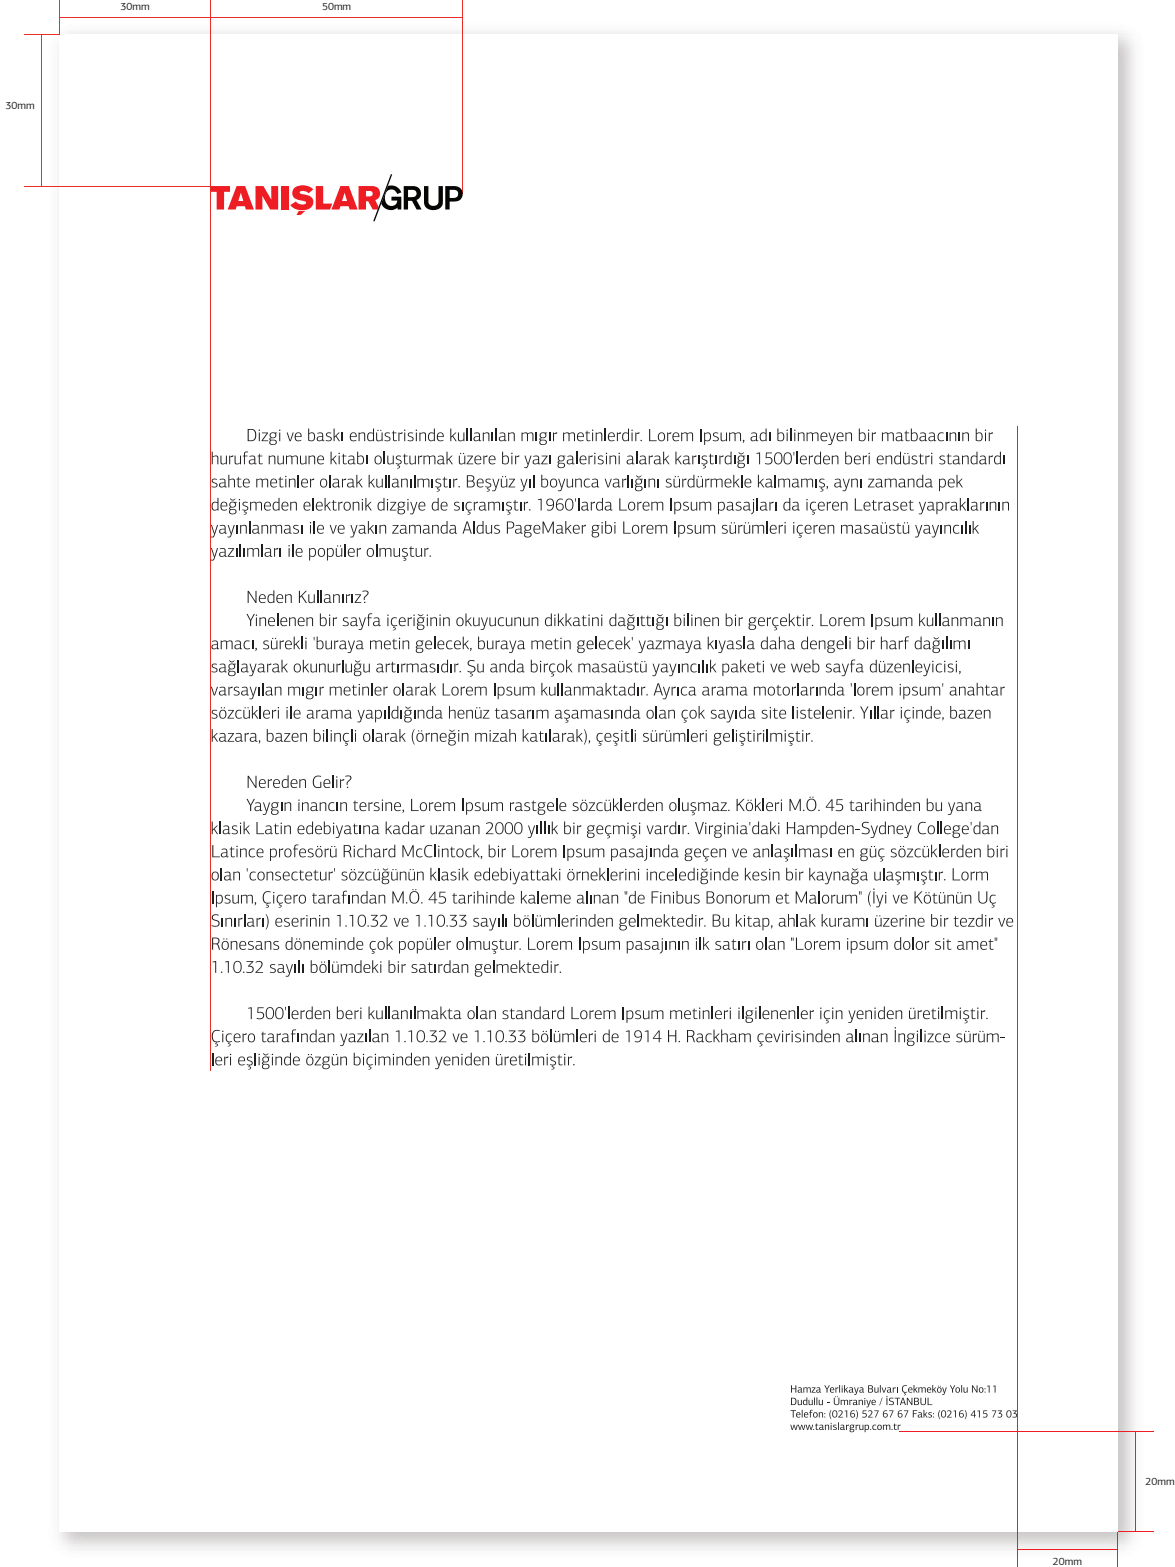 30mm
50mm
30mm
TANIŞLAR/GRUP
Dizgi ve baskı endüstrisinde kullanılan mıgır metinlerdir. Lorem Ipsum, adı bilinmeyen bir matbaacının bir
hurufat numune kitabı oluşturmak üzere bir yazı galerisini alarak karıştırdığı 1500'lerden beri endüstri standardı
sahte metinler olarak kullanılmıştır. Beşyüz yıl boyunca varlığını sürdürmekle kalmamış, aynı zamanda pek
değişmeden elektronik dizgiye de sıçramıştır. 1960'larda Lorem Ipsum pasajları da içeren Letraset yapraklarının
yayınlanması ile ve yakın zamanda Aldus PageMaker gibi Lorem Ipsum sürümleri içeren masaüstü yayıncılık
yazılımları ile popüler olmuştur.
Neden Kullanırız?
Yinelenen bir sayfa içeriğinin okuyucunun dikkatini dağıttığı bilinen bir gerçektir. Lorem Ipsum kullanmanın
amacı, sürekli 'buraya metin gelecek, buraya metin gelecek' yazmaya kıyasla daha dengeli bir harf dağılımı
sağlayarak okunurluğu artırmasıdır. Şu anda birçok masaüstü yayıncılık paketi ve web sayfa düzenleyicisi,
varsayılan mıgır metinler olarak Lorem Ipsum kullanmaktadır. Ayrıca arama motorlarında 'lorem ipsum' anahtar
sözcükleri ile arama yapıldığında henüz tasarım aşamasında olan çok sayıda site listelenir. Yıllar içinde, bazen
kazara, bazen bilinçli olarak (örneğin mizah katılarak), çeşitli sürümleri geliştirilmiştir.
Nereden Gelir?
Yaygın inancın tersine, Lorem Ipsum rastgele sözcüklerden oluşmaz. Kökleri M.Ö. 45 tarihinden bu yana
klasik Latin edebiyatına kadar uzanan 2000 yıllık bir geçmişi vardır. Virginia'daki Hampden-Sydney College'dan
Latince profesörü Richard McClintock, bir Lorem Ipsum pasajında geçen ve anlaşılması en güç sözcüklerden biri
olan 'consectetur' sözcüğünün klasik edebiyattaki örneklerini incelediğinde kesin bir kaynağa ulaşmıştır. Lorm
Ipsum, Çiçero tarafından M.Ö. 45 tarihinde kaleme alınan "de Finibus Bonorum et Malorum" (İyi ve Kötünün Uç
Sınırları) eserinin 1.10.32 ve 1.10.33 sayılı bölümlerinden gelmektedir. Bu kitap, ahlak kuramı üzerine bir tezdir ve
Rönesans döneminde çok popüler olmuştur. Lorem Ipsum pasajının ilk satırı olan "Lorem ipsum dolor sit amet"
1.10.32 sayılı bölümdeki bir satırdan gelmektedir.
1500'lerden beri kullanılmakta olan standard Lorem Ipsum metinleri ilgilenenler için yeniden üretilmiştir.
Çiçero tarafından yazılan 1.10.32 ve 1.10.33 bölümleri de 1914 H. Rackham çevirisinden alınan İngilizce sürüm-
leri eşliğinde özgün biçiminden yeniden üretilmiştir.
Hamza Yerlikaya Bulvarı Çekmeköy Yolu No:11
Dudullu - Ümraniye / İSTANBUL
Telefon: (0216) 527 67 67 Faks: (0216) 415 73 03
www.tanislargrup.com.tr
20mm
20mm